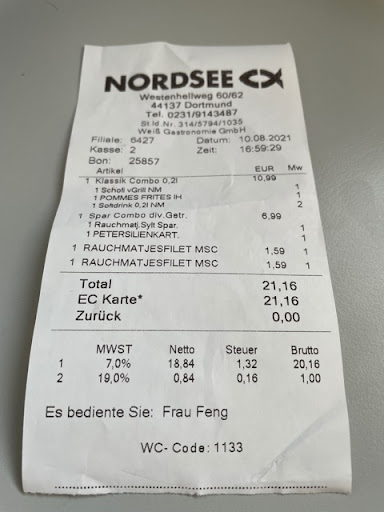 NORDSEE
Westenhellweg 60/62
44137 Dortmund
Tel. 0231/9143487
St.Id.Nr. 314/5794/1035
Weiß Gastronomie GmbH
Filiale: 6427 Datum: 10.08.2021
Kasse: 2 Zeit: 16:59:29
Bon: 25857
Artikel EUR Mw
1 Klassik Combo 0,2l 10,99
1 Scholl vGrill NM 1
1 POMMES FRITES IH 1
1 Softdrink 0,2l NM 2
1 Spar Combo div.Getr. 6,99
1 Rauchmatj.Sylt Spar. 1
1 PETERSILIENKART. 1
1 RAUCHMATJESFILET MSC 1,59 1
1 RAUCHMATJESFILET MSC 1,59 1
Total 21,16
EC Karte* 21,16
Zurück 0,00
MWST Netto Steuer Brutto
1 7,0% 18,84 1,32 20,16
2 19,0% 0,84 0,16 1,00
Es bediente Sie: Frau Feng
WC- Code: 1133